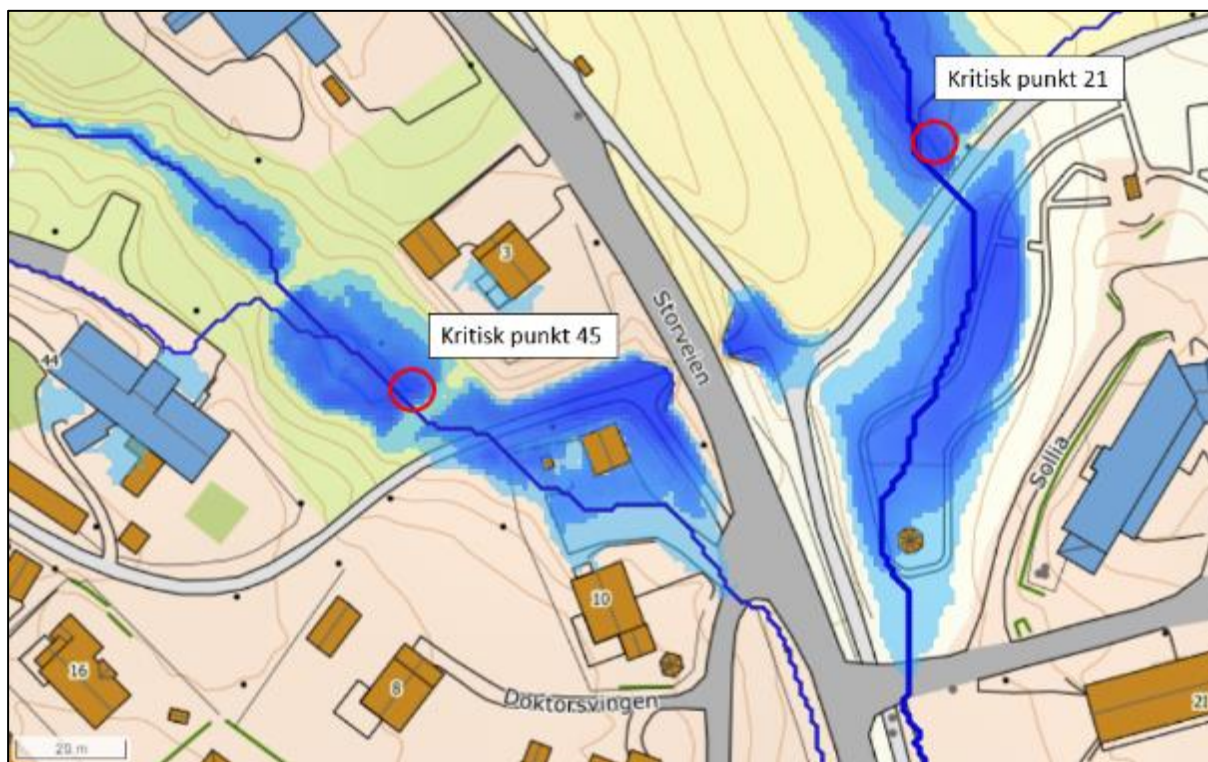 Kritisk punkt 21
3
Storveien
Kritisk punkt 45
44
Sollia
10
16
8
Doktorsvingen
21
20 m